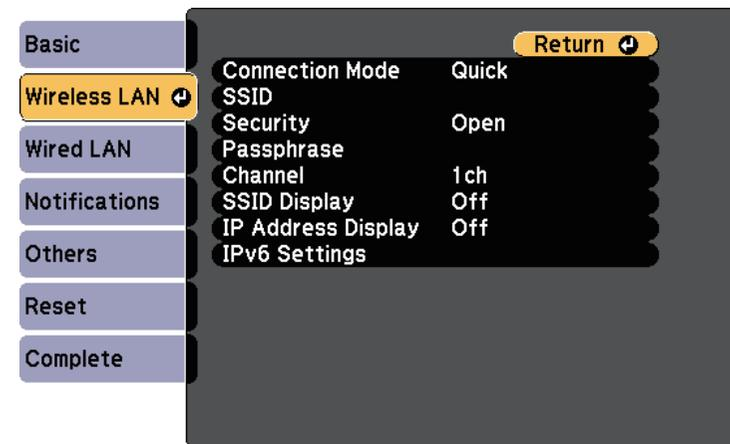 Basic
Wireless LAN
Wired LAN
Notifications
Others
Reset
Complete
Return
Connection Mode Quick
SSID
Security Open
Passphrase
Channel 1ch
SSID Display Off
IP Address Display Off
IPv6 Settings